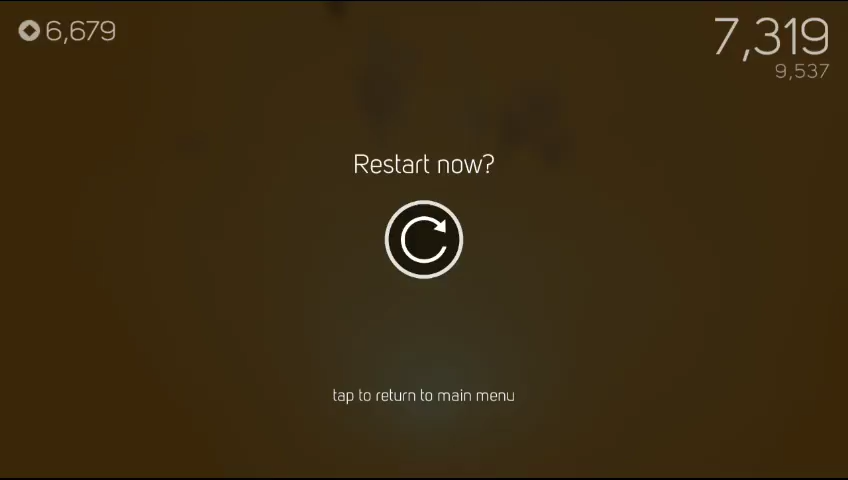 6,679
7,319
9,537
Restart now?
tap to return to main menu